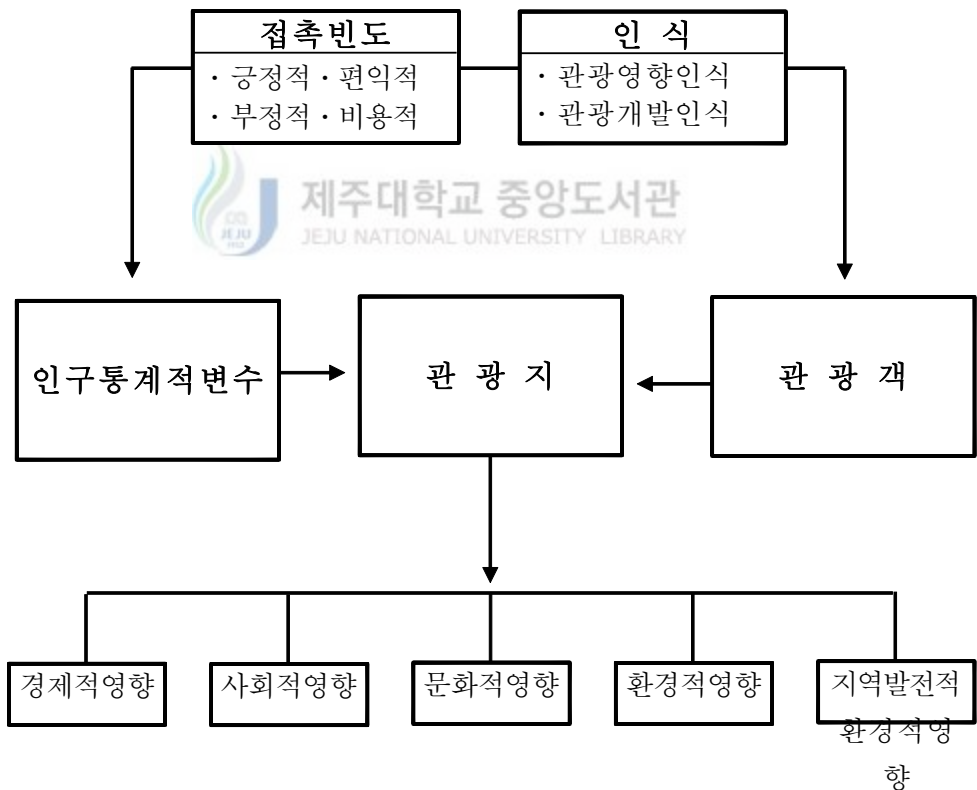 접촉빈도
· 긍정적 · 편익적
· 부정적 · 비용적
인 식
· 관광영향인식
· 관광개발인식
제주대학교 중앙도서관
JEJU NATIONAL UNIVERSITY LIBRARY
인구통계적변수
관 광 지
관 광 객
경제적영향
사회적영향
문화적영향
환경적영향
지역발전적
환경적영
향